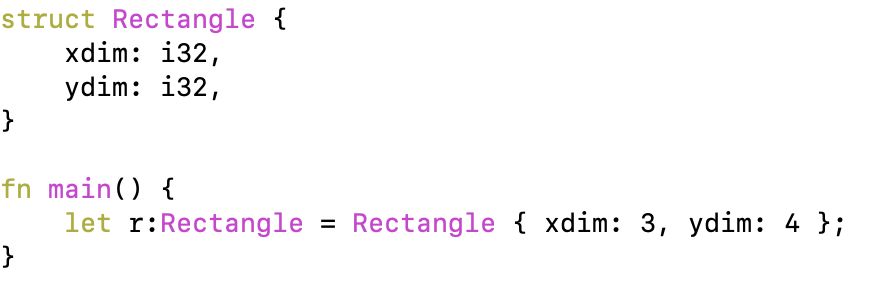 struct Rectangle {
    xdim: i32,
    ydim: i32,
}

fn main() {
    let r:Rectangle = Rectangle { xdim: 3, ydim: 4 };
}